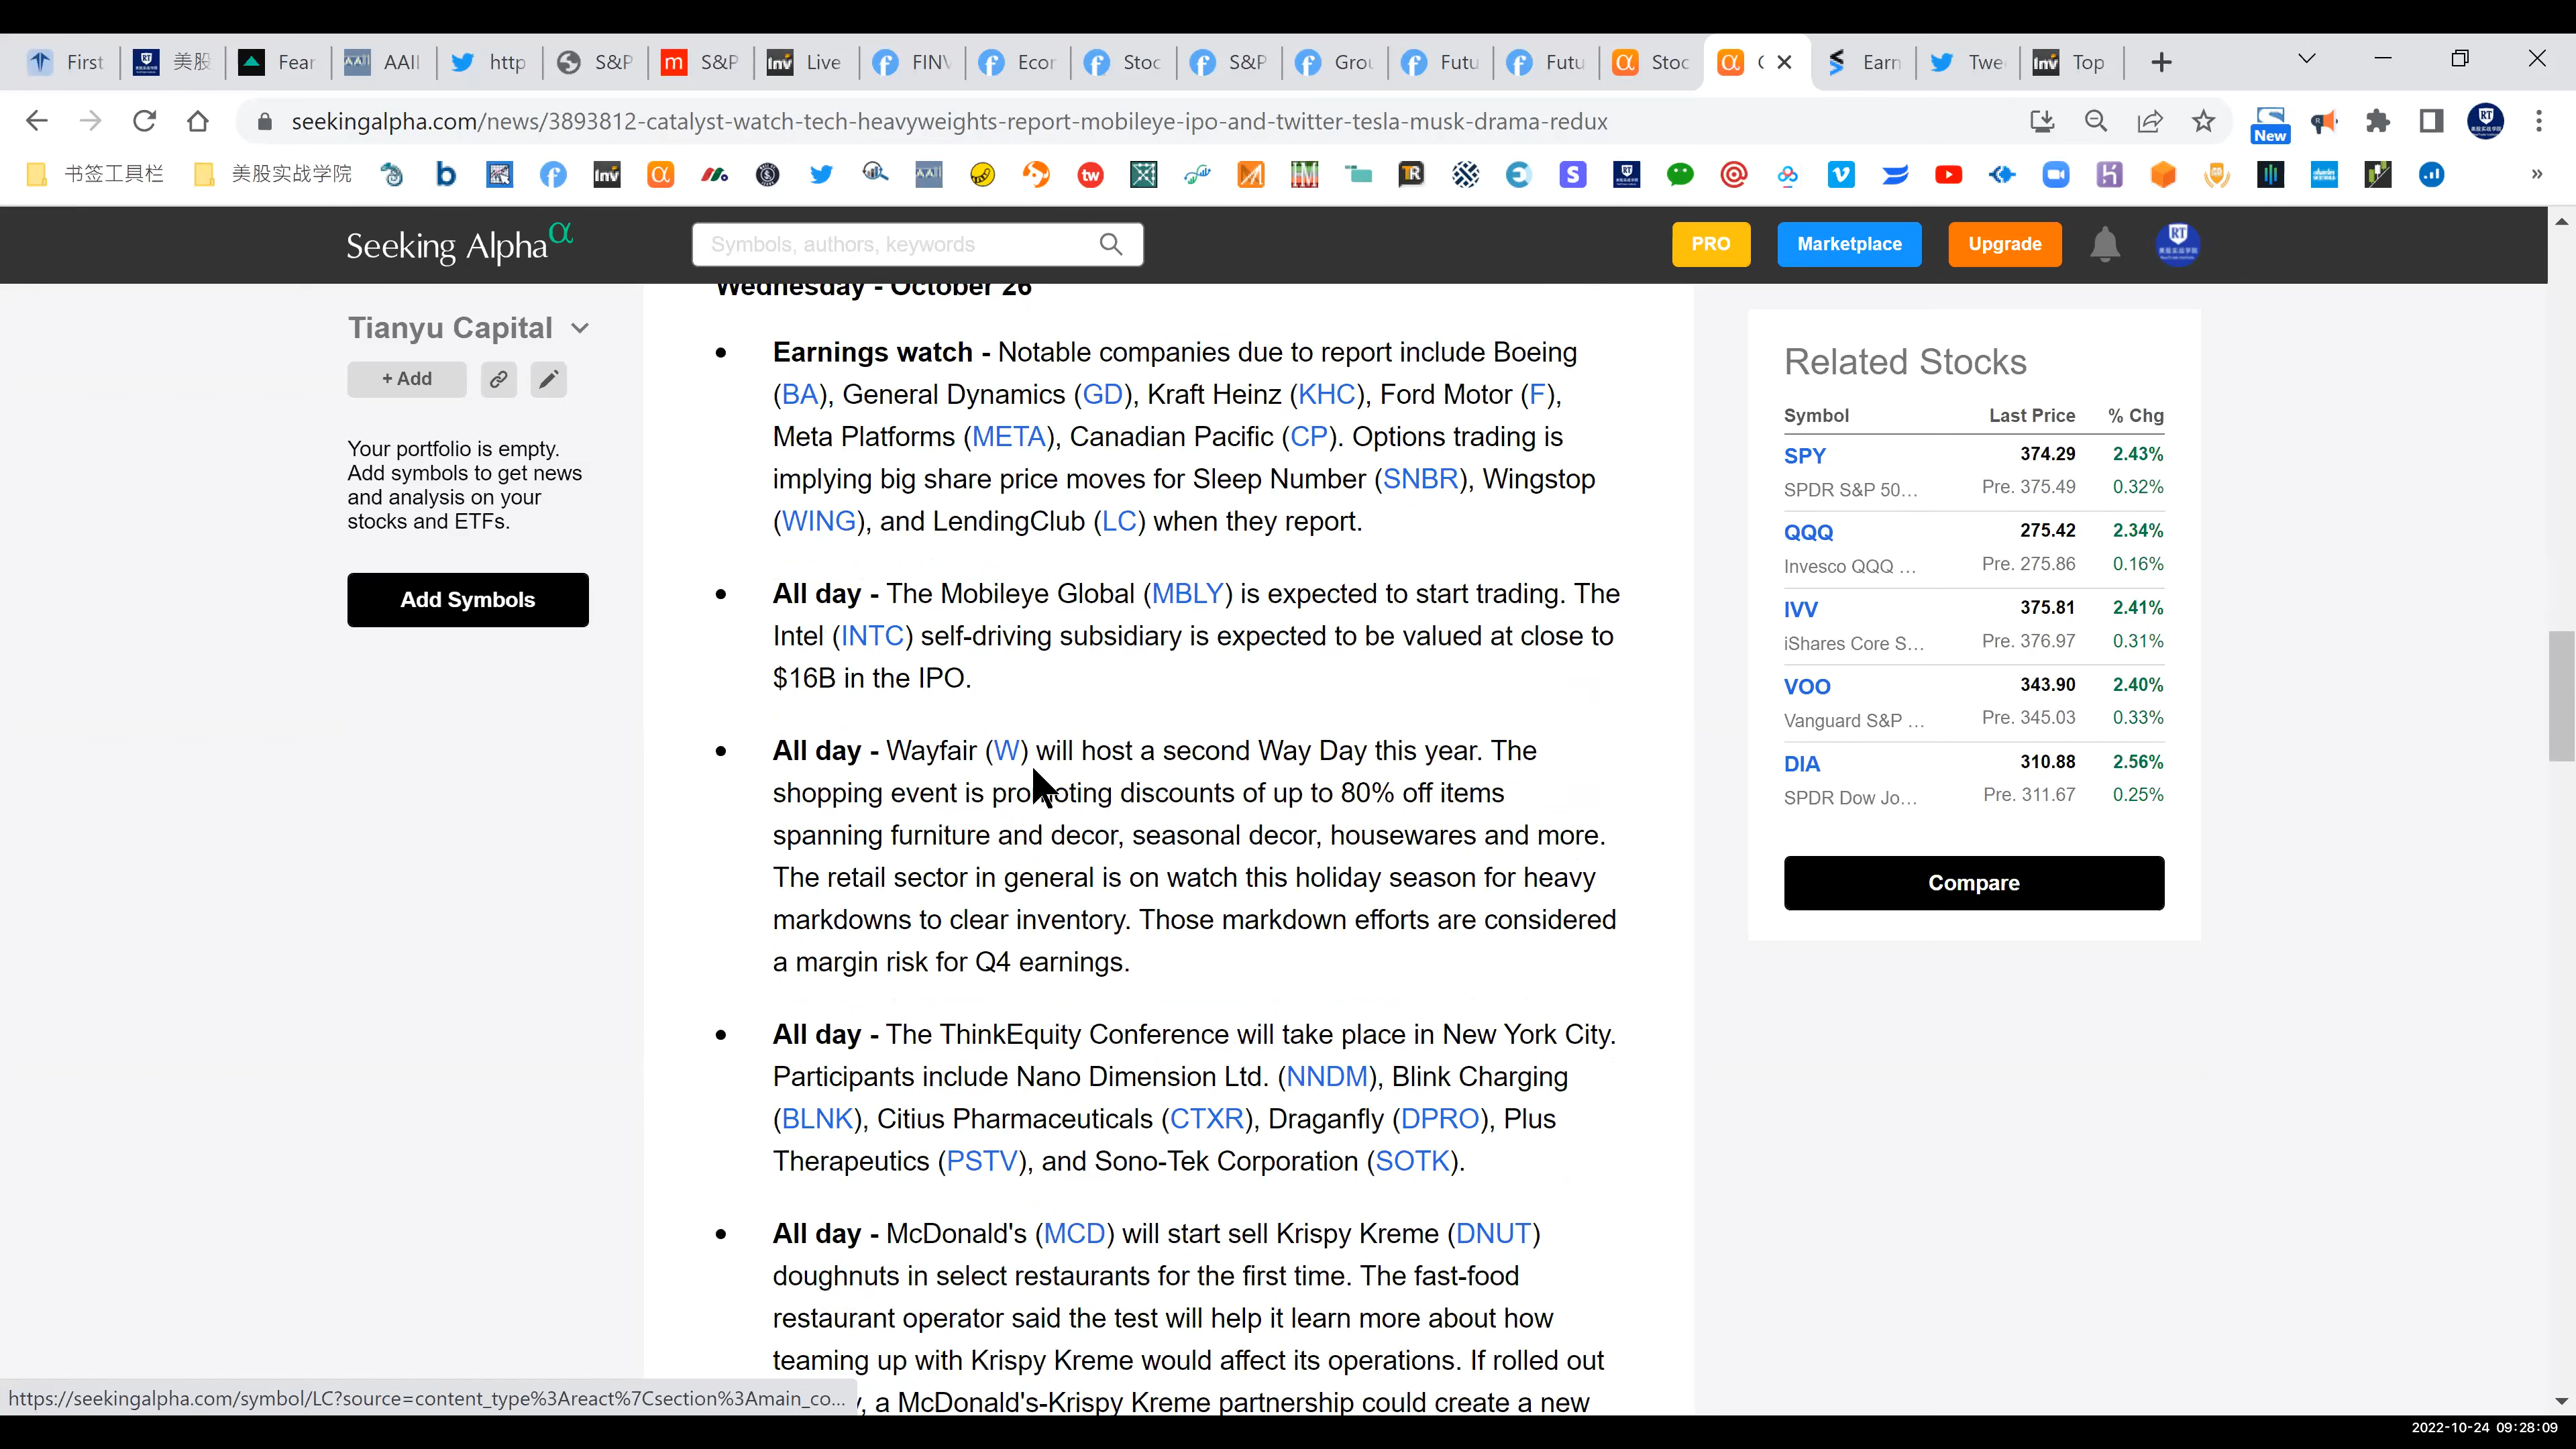 First
美股
Fear
AAII
http
S&P
S&P
Live
FINV
Econ
Stoc
S&P
Grou
Futu
Futu
Stoc
Earn
Twe
Top
seekingalpha.com/news/3893812-catalyst-watch-tech-heavyweights-report-mobileye-ipo-and-twitter-tesla-musk-drama-redux
New
书签工具栏
美股实战学院
Seeking Alpha α
Symbols, authors, keywords
PRO
Marketplace
Upgrade
Wednesday - October 26
Tianyu Capital
+ Add
Your portfolio is empty.
Add symbols to get news
and analysis on your
stocks and ETFs.
Add Symbols
Earnings watch - Notable companies due to report include Boeing
(BA), General Dynamics (GD), Kraft Heinz (KHC), Ford Motor (F),
Meta Platforms (META), Canadian Pacific (CP). Options trading is
implying big share price moves for Sleep Number (SNBR), Wingstop
(WING), and LendingClub (LC) when they report.
All day - The Mobileye Global (MBLY) is expected to start trading. The
Intel (INTC) self-driving subsidiary is expected to be valued at close to
$16B in the IPO.
All day - Wayfair (W) will host a second Way Day this year. The
shopping event is promoting discounts of up to 80% off items
spanning furniture and decor, seasonal decor, housewares and more.
The retail sector in general is on watch this holiday season for heavy
markdowns to clear inventory. Those markdown efforts are considered
a margin risk for Q4 earnings.
All day - The ThinkEquity Conference will take place in New York City.
Participants include Nano Dimension Ltd. (NNDM), Blink Charging
(BLNK), Citius Pharmaceuticals (CTXR), Draganfly (DPRO), Plus
Therapeutics (PSTV), and Sono-Tek Corporation (SOTK).
All day - McDonald's (MCD) will start sell Krispy Kreme (DNUT)
doughnuts in select restaurants for the first time. The fast-food
restaurant operator said the test will help it learn more about how
teaming up with Krispy Kreme would affect its operations. If rolled out
, a McDonald's-Krispy Kreme partnership could create a new
Related Stocks
Symbol Last Price % Chg
SPY 374.29 2.43%
SPDR S&P 50... Pre. 375.49 0.32%
QQQ 275.42 2.34%
Invesco QQQ ... Pre. 275.86 0.16%
IVV 375.81 2.41%
iShares Core S... Pre. 376.97 0.31%
VOO 343.90 2.40%
Vanguard S&P ... Pre. 345.03 0.33%
DIA 310.88 2.56%
SPDR Dow Jo... Pre. 311.67 0.25%
Compare
https://seekingalpha.com/symbol/LC?source=content_type%3Areact%7Csection%3Amain_co...
2022-10-24 09:28:09